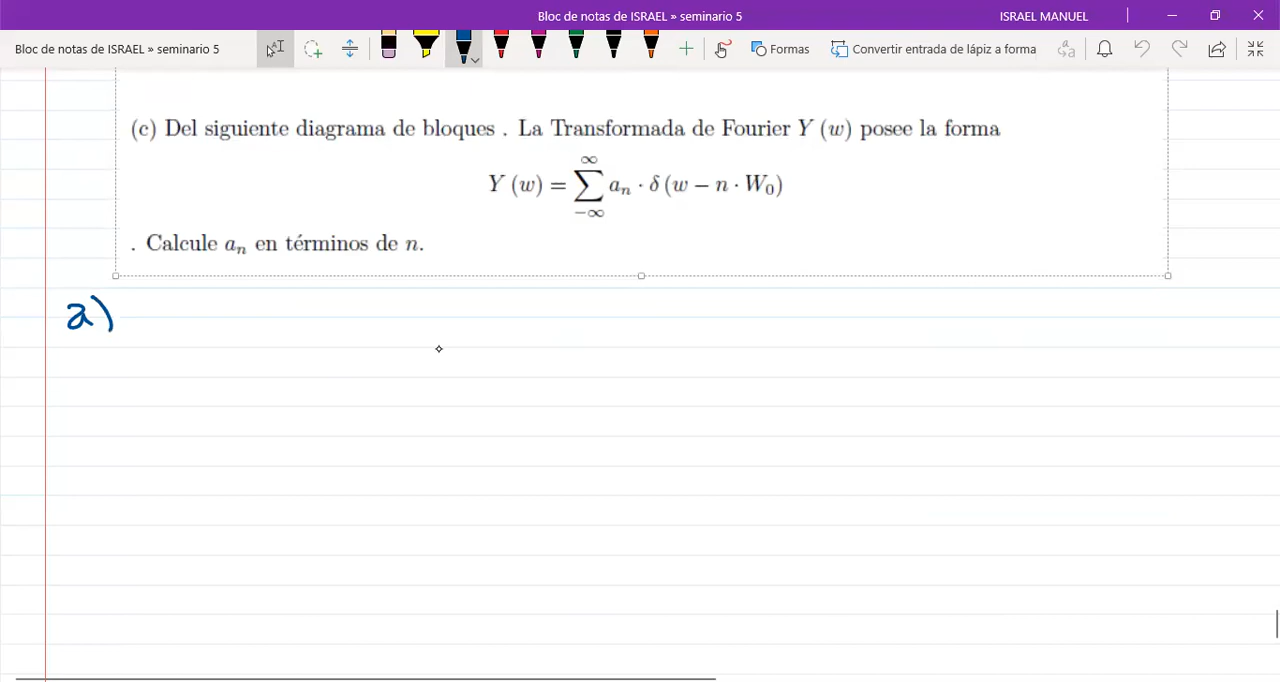 Bloc de notas de ISRAEL » seminario 5
ISRAEL MANUEL
Bloc de notas de ISRAEL » seminario 5
Formas
Convertir entrada de lápiz a forma
(c) Del siguiente diagrama de bloques . La Transformada de Fourier Y (w) posee la forma
Y (w) = ∑_{-∞}^{∞} a_n · δ (w − n · W_0)
. Calcule a_n en términos de n.
a)